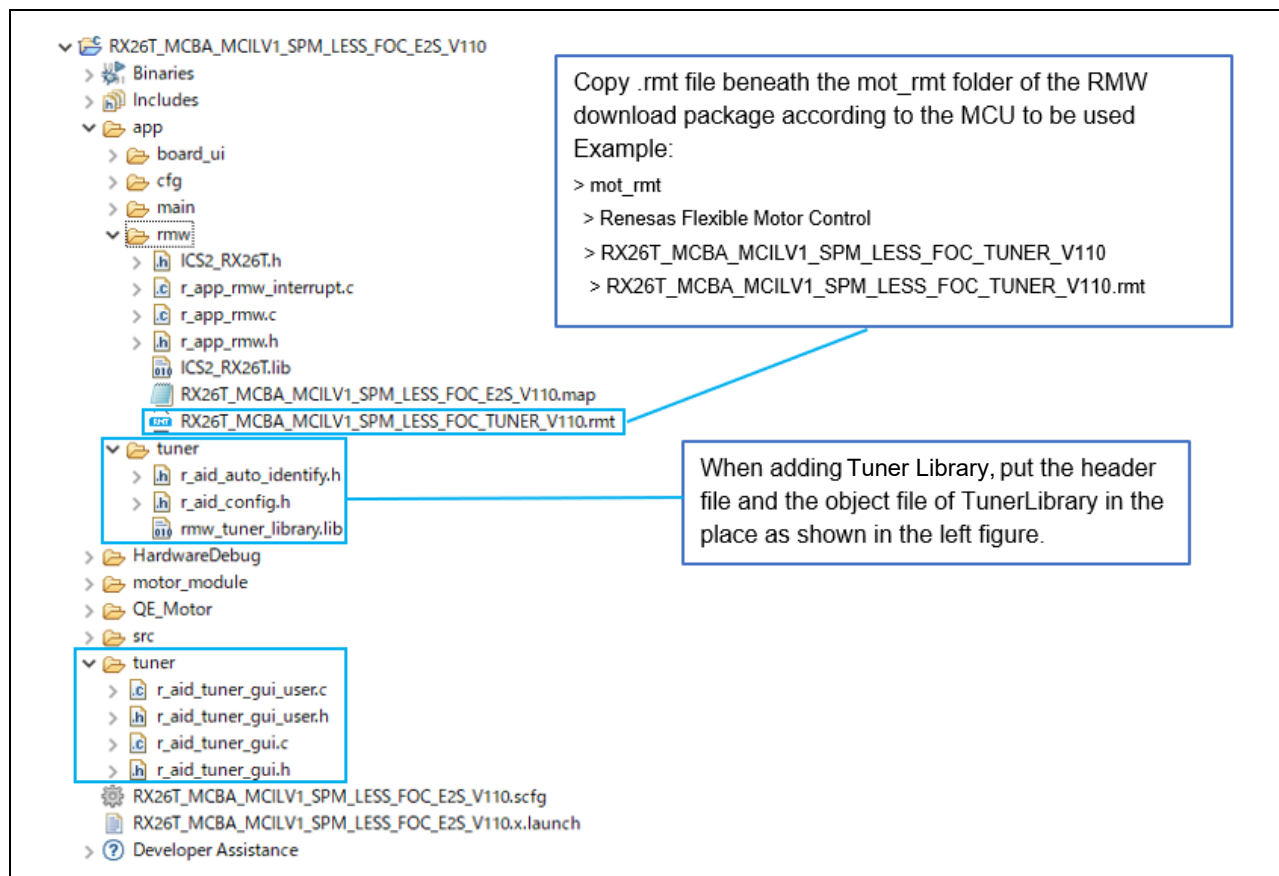 RX26T_MCBA_MCILV1_SPM_LESS_FOC_E2S_V110
Binaries
Includes
app
board_ui
cfg
main
rmw
ICS2_RX26T.h
r_app_rmw_interrupt.c
r_app_rmw.c
r_app_rmw.h
ICS2_RX26T.lib
RX26T_MCBA_MCILV1_SPM_LESS_FOC_E2S_V110.map
RX26T_MCBA_MCILV1_SPM_LESS_FOC_TUNER_V110.rmt
tuner
r_aid_auto_identify.h
r_aid_config.h
rmw_tuner_library.lib
HardwareDebug
motor_module
QE_Motor
src
tuner
r_aid_tuner_gui_user.c
r_aid_tuner_gui_user.h
r_aid_tuner_gui.c
r_aid_tuner_gui.h
RX26T_MCBA_MCILV1_SPM_LESS_FOC_E2S_V110.scfg
RX26T_MCBA_MCILV1_SPM_LESS_FOC_E2S_V110.x.launch
Developer Assistance
Copy .rmt file beneath the mot_rmt folder of the RMW
download package according to the MCU to be used
Example:
> mot_rmt
> Renesas Flexible Motor Control
> RX26T_MCBA_MCILV1_SPM_LESS_FOC_TUNER_V110
> RX26T_MCBA_MCILV1_SPM_LESS_FOC_TUNER_V110.rmt
When adding Tuner Library, put the header
file and the object file of TunerLibrary in the
place as shown in the left figure.